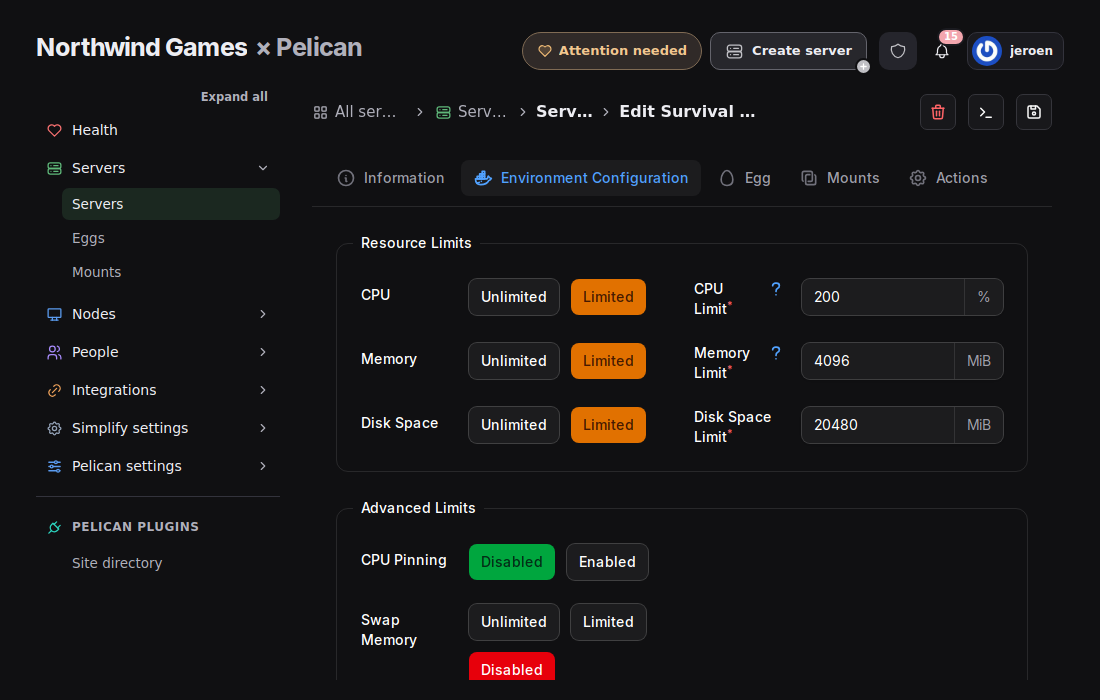 Northwind Games × Pelican
Attention needed
Create server
15
jeroen
Expand all
Health
Servers
Servers
Eggs
Mounts
Nodes
People
Integrations
Simplify settings
Pelican settings
PELICAN PLUGINS
Site directory
All ser… > Serv… > Serv… > Edit Survival …
Information
Environment Configuration
Egg
Mounts
Actions
Resource Limits
CPU
Unlimited
Limited
CPU Limit*
?
200
%
Memory
Unlimited
Limited
Memory Limit*
?
4096
MiB
Disk Space
Unlimited
Limited
Disk Space Limit*
20480
MiB
Advanced Limits
CPU Pinning
Disabled
Enabled
Swap Memory
Unlimited
Limited
Disabled